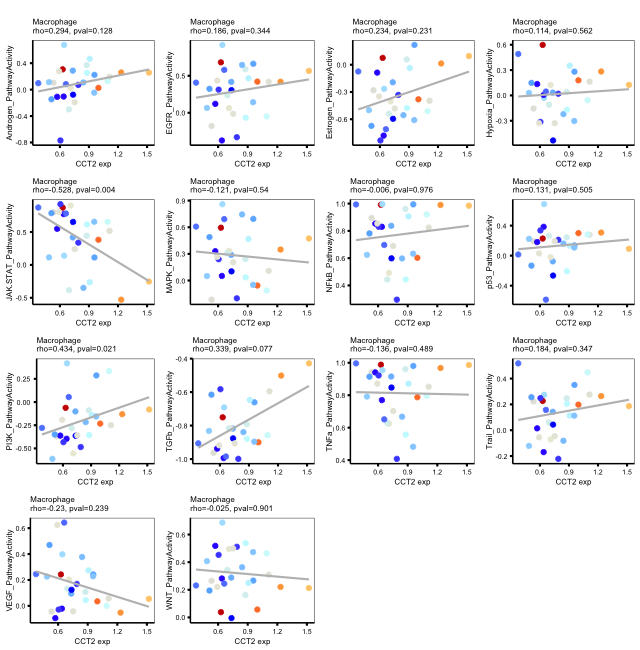 Macrophage
rho=0.294, pval=0.128
Androgen_PathwayActivity
0.4
0.0
-0.4
-0.8
0.6 0.9 1.2 1.5
CCT2 exp
Macrophage
rho=0.186, pval=0.344
EGFR_PathwayActivity
0.5
0.0
0.6 0.9 1.2 1.5
CCT2 exp
Macrophage
rho=0.234, pval=0.231
Estrogen_PathwayActivity
0.0
-0.3
-0.6
0.6 0.9 1.2 1.5
CCT2 exp
Macrophage
rho=0.114, pval=0.562
Hypoxia_PathwayActivity
0.6
0.3
0.0
-0.3
0.6 0.9 1.2 1.5
CCT2 exp
Macrophage
rho=-0.528, pval=0.004
JAK.STAT_PathwayActivity
0.5
0.0
-0.5
0.6 0.9 1.2 1.5
CCT2 exp
Macrophage
rho=-0.121, pval=0.54
MAPK_PathwayActivity
0.9
0.6
0.3
0.0
0.6 0.9 1.2 1.5
CCT2 exp
Macrophage
rho=-0.006, pval=0.976
NFkB_PathwayActivity
1.0
0.8
0.6
0.4
0.6 0.9 1.2 1.5
CCT2 exp
Macrophage
rho=0.131, pval=0.505
p53_PathwayActivity
0.4
0.0
-0.4
0.6 0.9 1.2 1.5
CCT2 exp
Macrophage
rho=0.434, pval=0.021
PI3K_PathwayActivity
0.25
0.00
-0.25
-0.50
0.6 0.9 1.2 1.5
CCT2 exp
Macrophage
rho=0.339, pval=0.077
TGFb_PathwayActivity
-0.4
-0.6
-0.8
-1.0
0.6 0.9 1.2 1.5
CCT2 exp
Macrophage
rho=-0.136, pval=0.489
TNFa_PathwayActivity
1.0
0.8
0.6
0.4
0.6 0.9 1.2 1.5
CCT2 exp
Macrophage
rho=0.184, pval=0.347
Trail_PathwayActivity
0.4
0.2
0.0
-0.2
0.6 0.9 1.2 1.5
CCT2 exp
Macrophage
rho=-0.23, pval=0.239
VEGF_PathwayActivity
0.6
0.4
0.2
0.0
0.6 0.9 1.2 1.5
CCT2 exp
Macrophage
rho=-0.025, pval=0.901
WNT_PathwayActivity
0.6
0.4
0.2
0.0
0.6 0.9 1.2 1.5
CCT2 exp